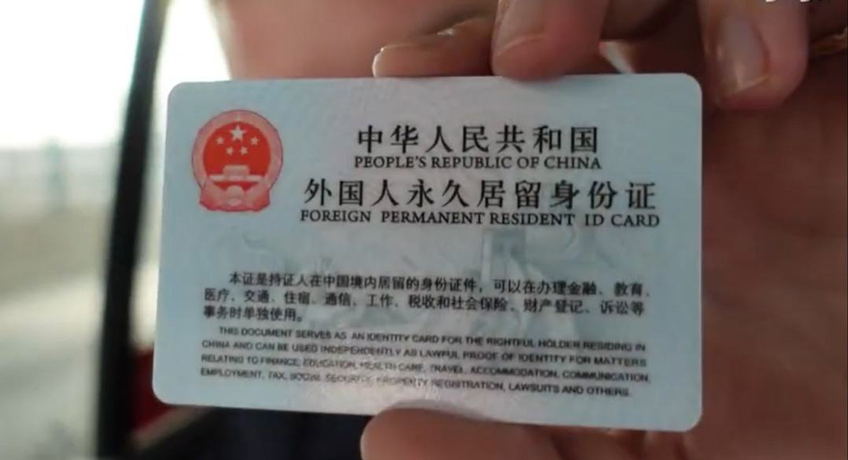 中华人民共和国
PEOPLE'S REPUBLIC OF CHINA
外国人永久居留身份证
FOREIGN PERMANENT RESIDENT ID CARD
本证是持证人在中国境内居留的身份证件，可以在办理金融、教育、
医疗、交通、住宿、通信、工作、税收和社会保险、财产登记、诉讼等
事务时单独使用。
THIS DOCUMENT SERVES AS AN IDENTITY CARD FOR THE RIGHTFUL HOLDER RESIDING IN
CHINA AND CAN BE USED INDEPENDENTLY AS LAWFUL PROOF OF IDENTITY FOR MATTERS
RELATING TO FINANCE, EDUCATION, HEALTH CARE, TRAVEL, ACCOMMODATION, COMMUNICATION,
EMPLOYMENT, TAX, SOCIAL SECURITY, PROPERTY REGISTRATION, LAWSUITS AND OTHERS.